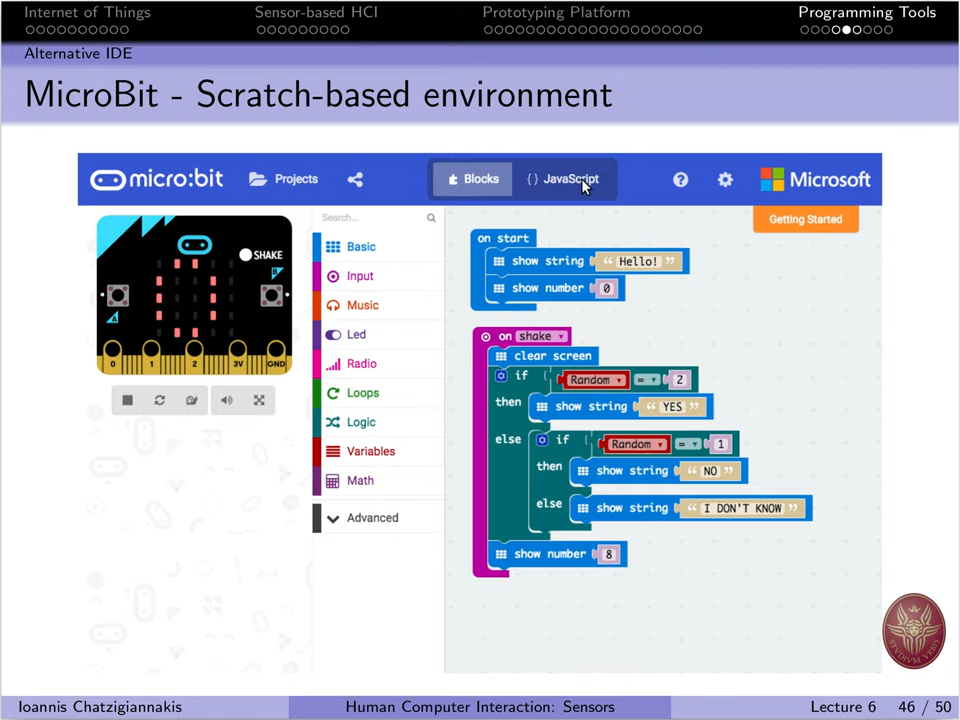 Internet of Things Sensor-based HCI Prototyping Platform Programming Tools
Alternative IDE
MicroBit - Scratch-based environment
micro:bit Projects Blocks {} JavaScript ? Microsoft
Search... Getting Started
SHAKE
B
A
0 1 2 3V GND
Basic
Input
Music
Led
Radio
Loops
Logic
Variables
Math
Advanced
on start
show string “ Hello! ”
show number 0
on shake
clear screen
if Random = 2
then show string “ YES ”
else if Random = 1
then show string “ NO ”
else show string “ I DON'T KNOW ”
show number 8
STVDIVM VRBIS
Ioannis Chatzigiannakis Human Computer Interaction: Sensors Lecture 6 46 / 50